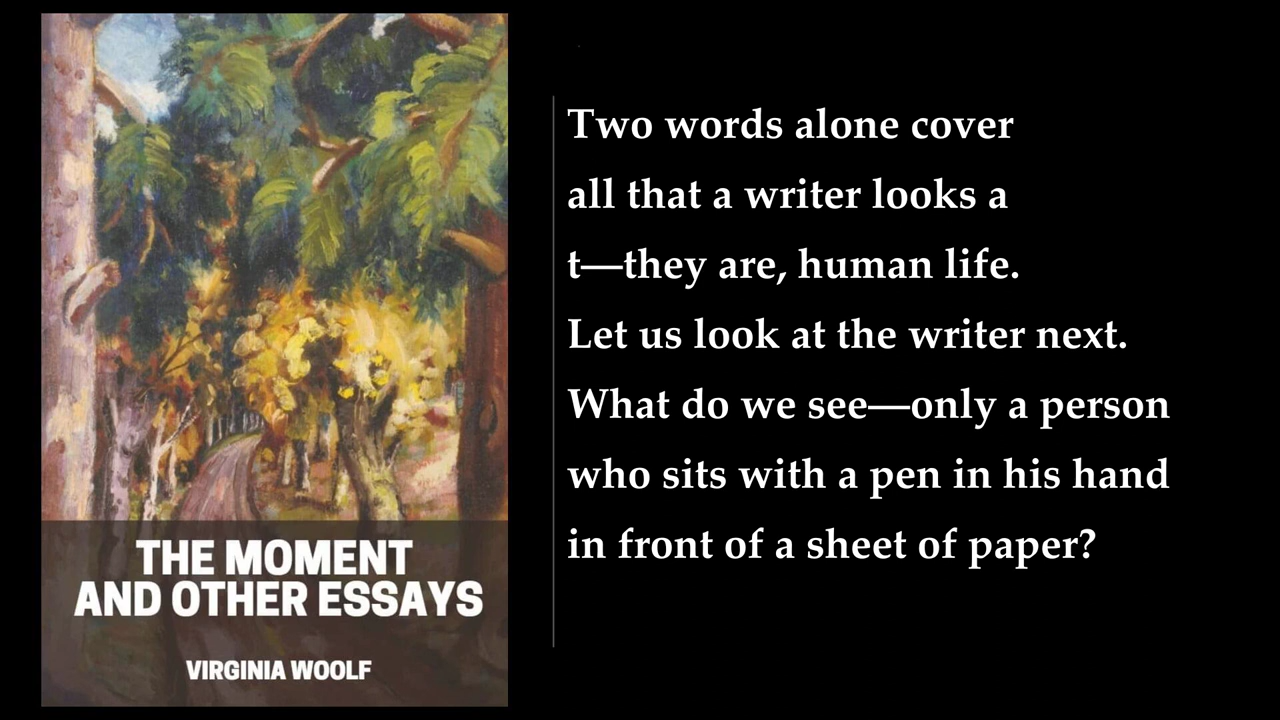 THE MOMENT
AND OTHER ESSAYS
VIRGINIA WOOLF
Two words alone cover
all that a writer looks a
t—they are, human life.
Let us look at the writer next.
What do we see—only a person
who sits with a pen in his hand
in front of a sheet of paper?